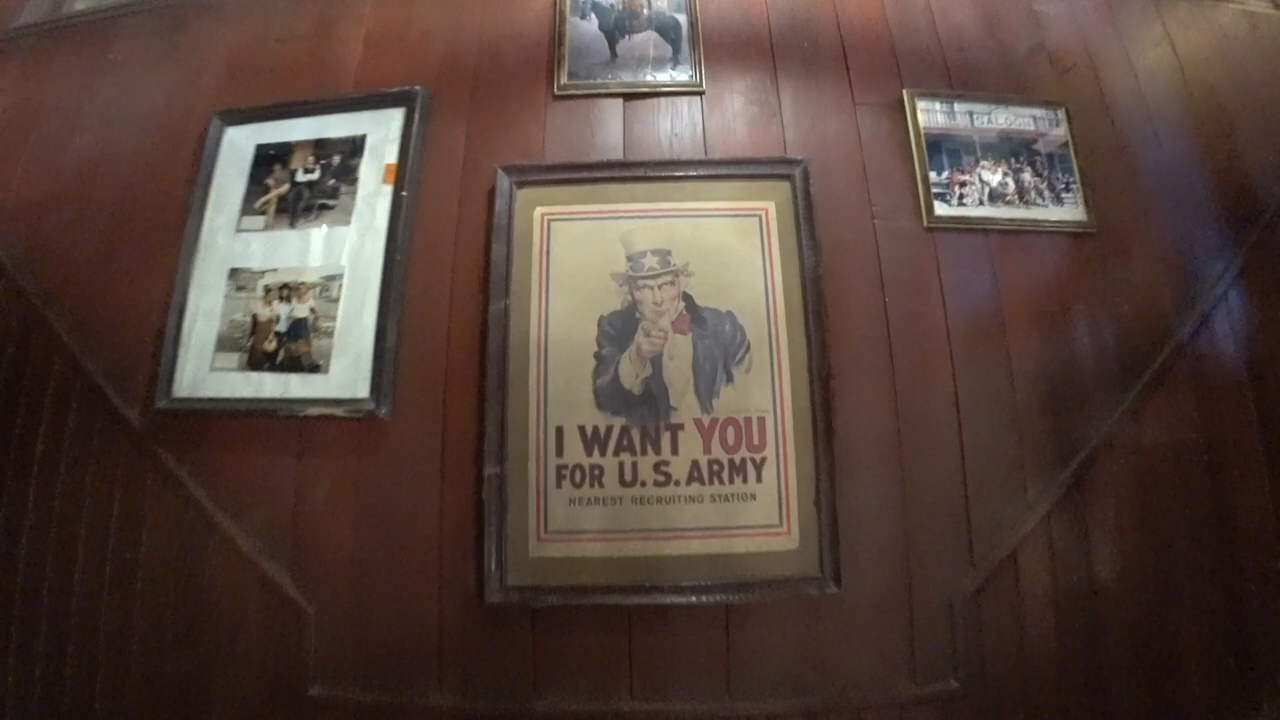 SALOON
I WANT YOU
FOR U.S. ARMY
NEAREST RECRUITING STATION